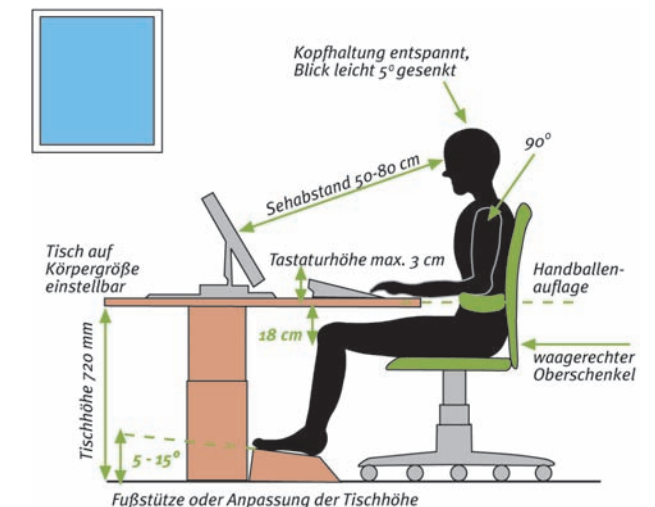 Kopfhaltung entspannt,
Blick leicht 5° gesenkt
90°
Sehabstand 50-80 cm
Tisch auf
Körpergröße
einstellbar
Tastaturhöhe max. 3 cm
Handballen-
auflage
18 cm
waagerechter
Oberschenkel
Tischhöhe 720 mm
5 - 15°
Fußstütze oder Anpassung der Tischhöhe